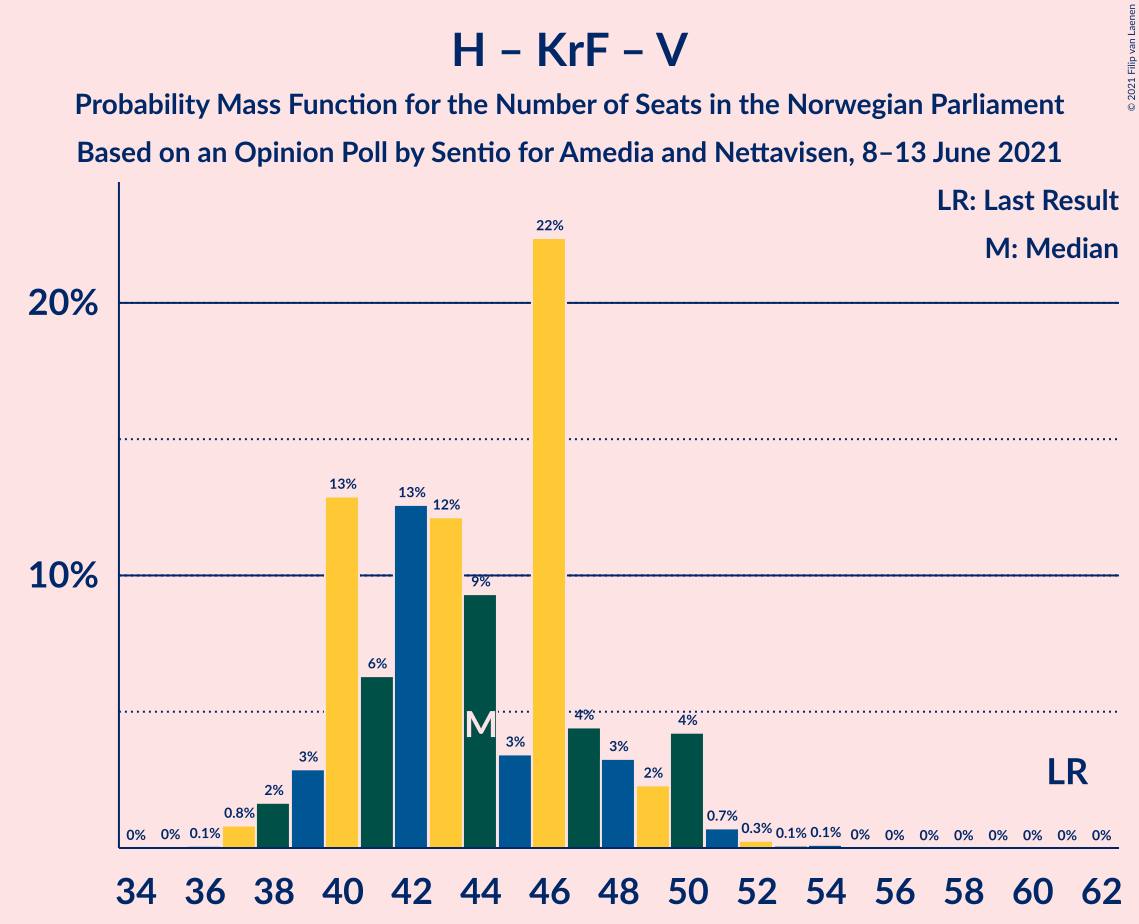 H – KrF – V
Probability Mass Function for the Number of Seats in the Norwegian Parliament
Based on an Opinion Poll by Sentio for Amedia and Nettavisen, 8–13 June 2021
© 2021 Filip van Laenen
LR: Last Result
M: Median
20%
10%
0% 0% 0.1% 0.8% 2% 3% 13% 6% 13% 12% 9% 3% 22% 4% 3% 2% 4% 0.7% 0.3% 0.1% 0.1% 0% 0% 0% 0% 0% 0% 0% 0%
M
LR
34 36 38 40 42 44 46 48 50 52 54 56 58 60 62